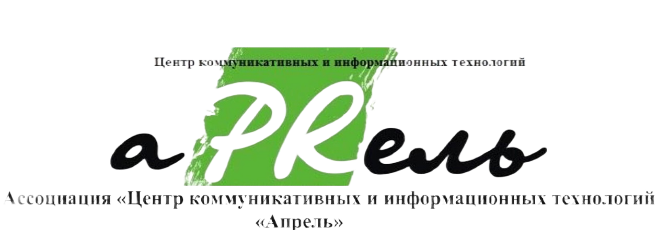 Центр коммуникативных и информационных технологий
аPRель
Ассоциация «Центр коммуникативных и информационных технологий
«Апрель»